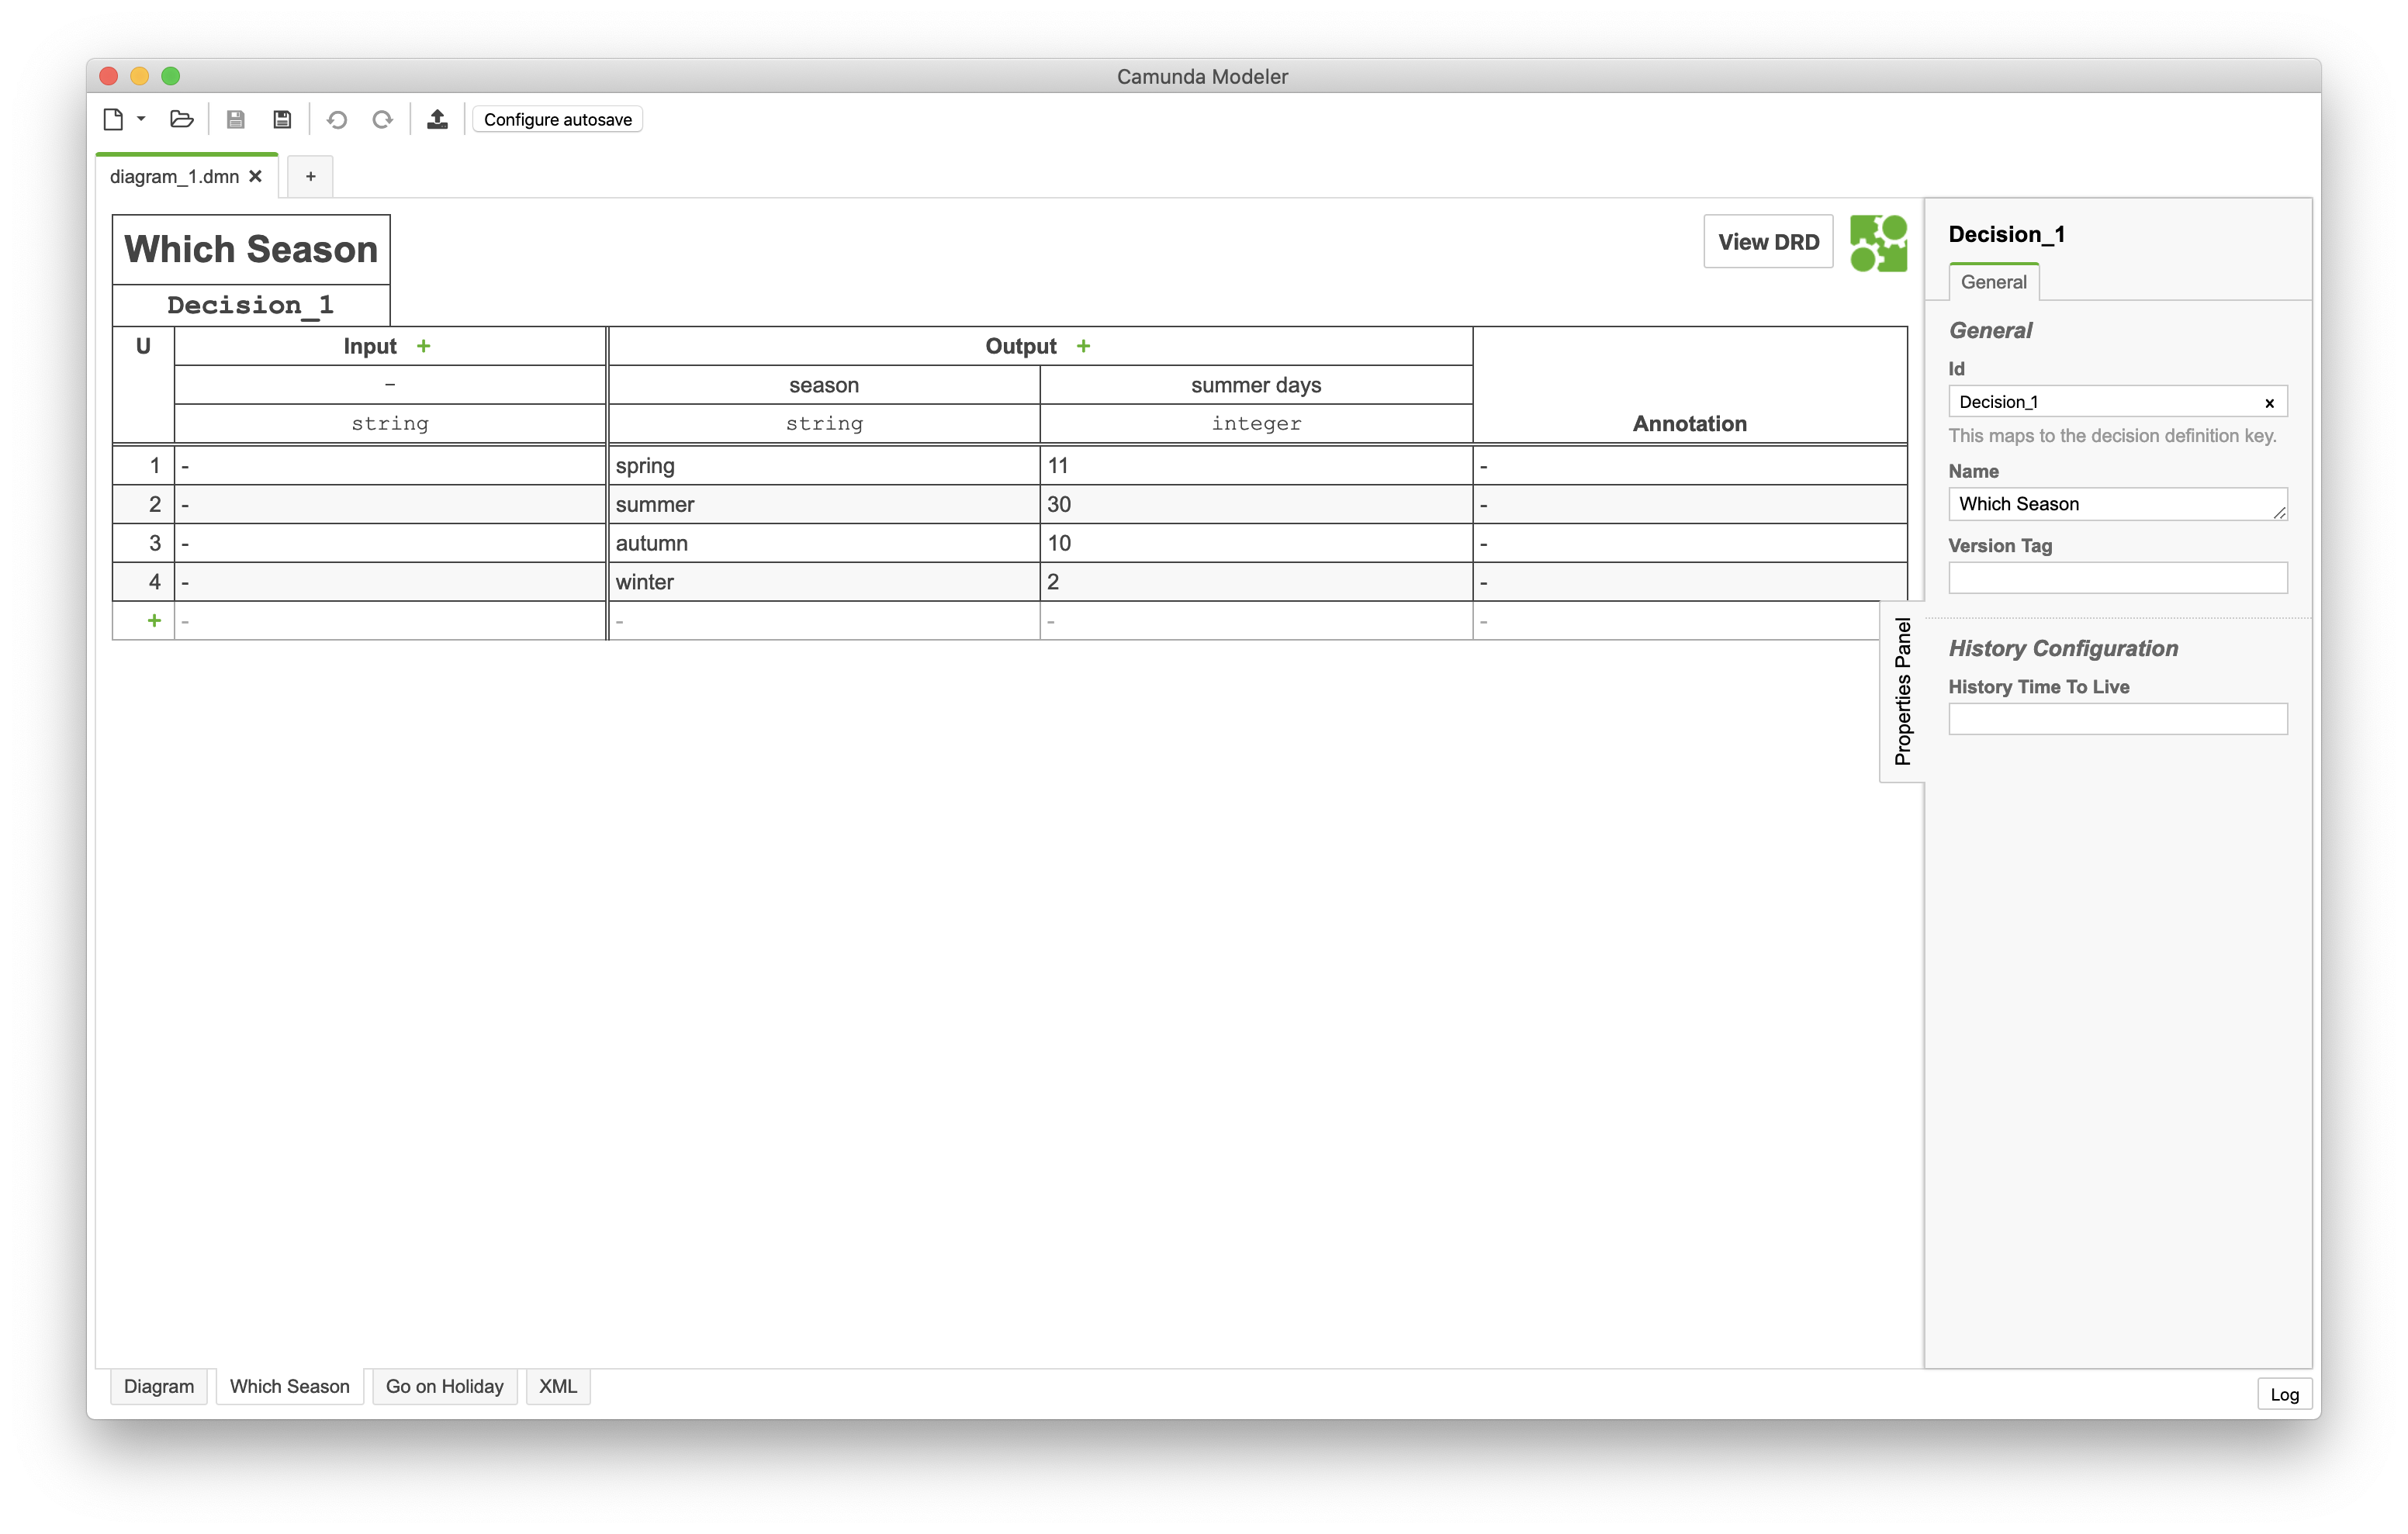 Camunda Modeler
Configure autosave
diagram_1.dmn
+
Which Season
Decision_1
View DRD
U Input + Output +
- season summer days
string string integer Annotation
1 - spring 11 -
2 - summer 30 -
3 - autumn 10 -
4 - winter 2 -
+ - - - -
Properties Panel
Decision_1
General
General
Id
Decision_1
This maps to the decision definition key.
Name
Which Season
Version Tag
History Configuration
History Time To Live
Diagram Which Season Go on Holiday XML
Log